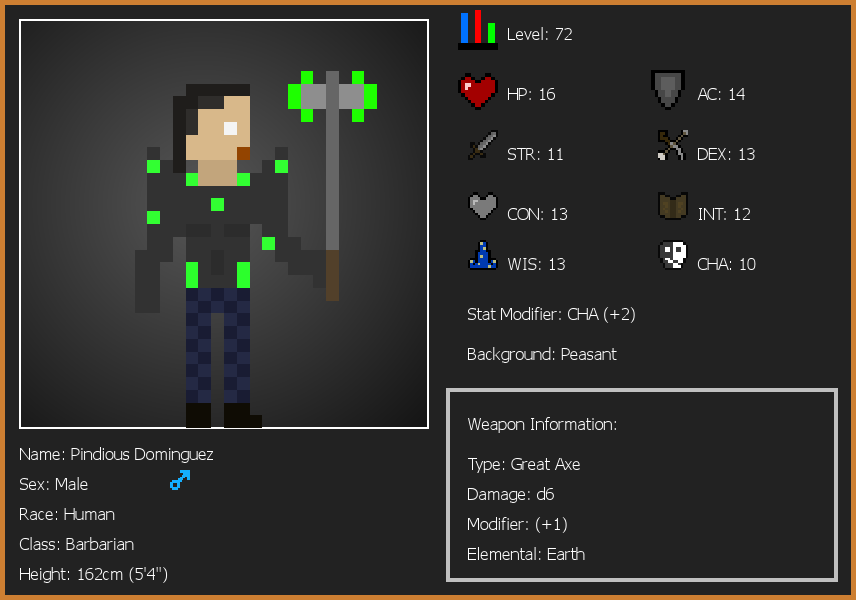 Level: 72
HP: 16
AC: 14
STR: 11
DEX: 13
CON: 13
INT: 12
WIS: 13
CHA: 10
Stat Modifier: CHA (+2)
Background: Peasant
Weapon Information:
Type: Great Axe
Damage: d6
Modifier: (+1)
Elemental: Earth
Name: Pindious Dominguez
Sex: Male
Race: Human
Class: Barbarian
Height: 162cm (5'4")